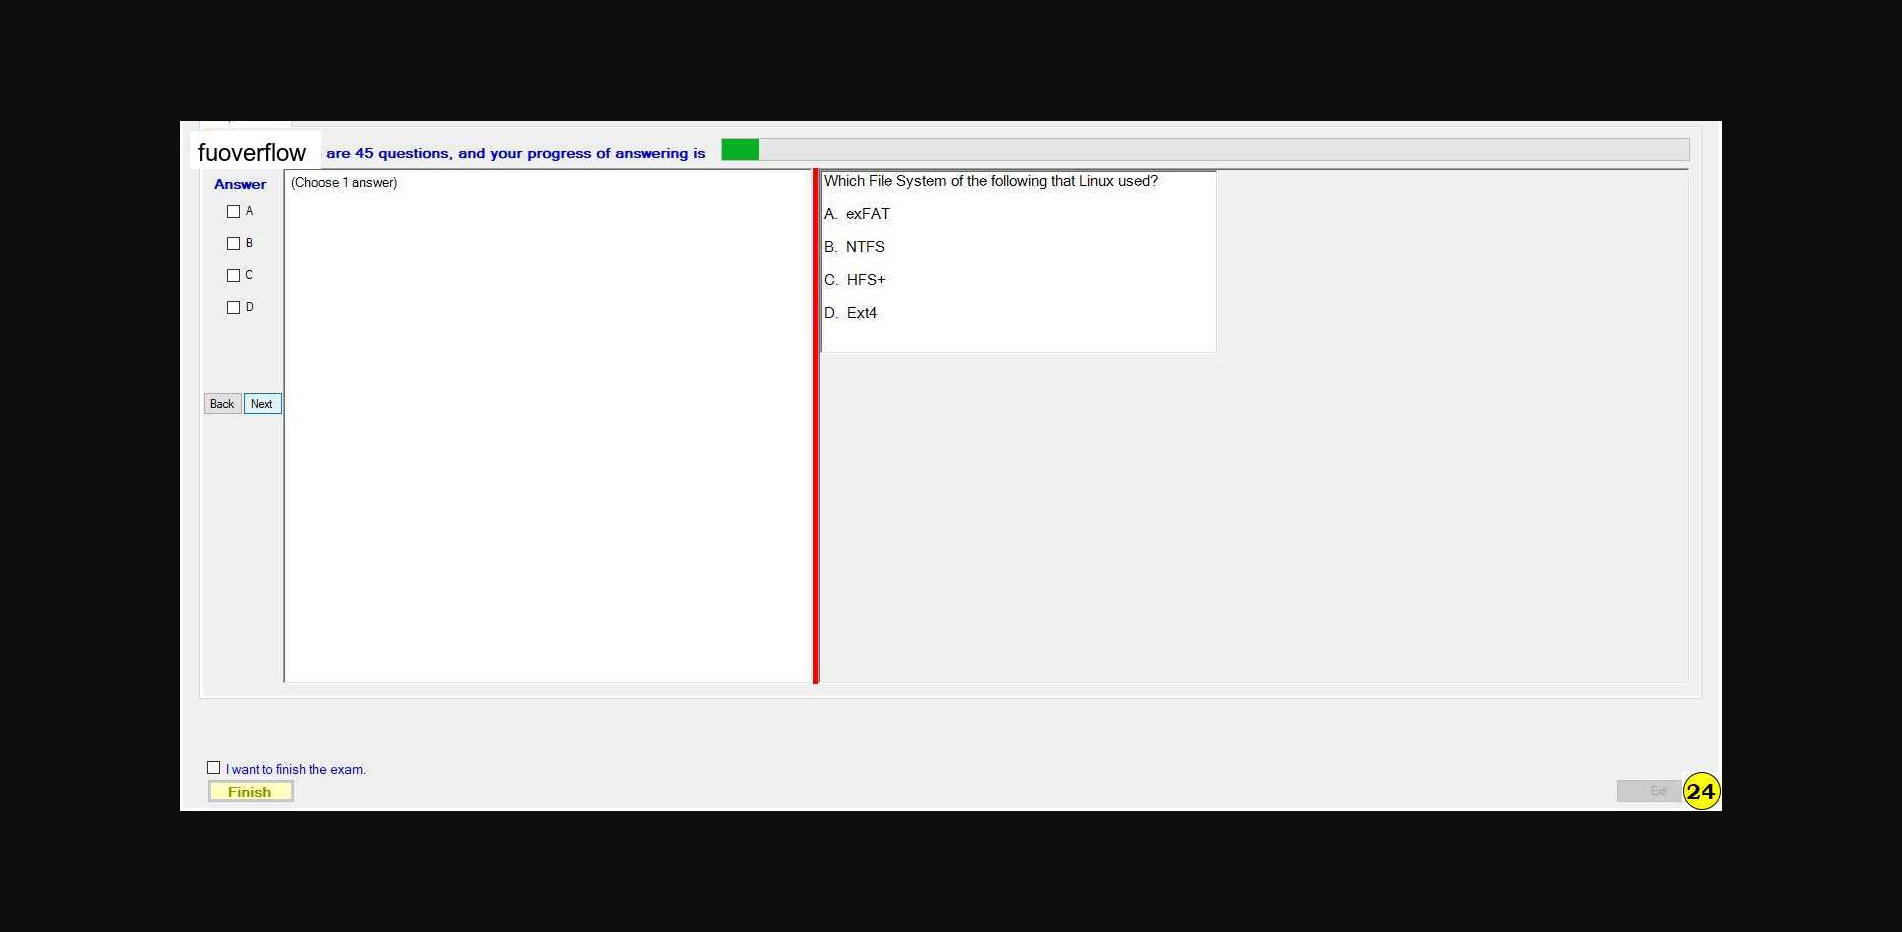 fuoverflow are 45 questions, and your progress of answering is
Answer
(Choose 1 answer)
A
B
C
D
Back Next
Which File System of the following that Linux used?
A. exFAT
B. NTFS
C. HFS+
D. Ext4
I want to finish the exam.
Finish
Exit
24